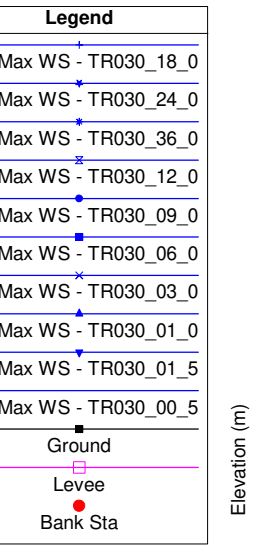 Legend
Max WS - TR030_18_0
Max WS - TR030_24_0
Max WS - TR030_36_0
Max WS - TR030_12_0
Max WS - TR030_09_0
Max WS - TR030_06_0
Max WS - TR030_03_0
Max WS - TR030_01_0
Max WS - TR030_01_5
Max WS - TR030_00_5
Ground
Levee
Bank Sta
Elevation (m)